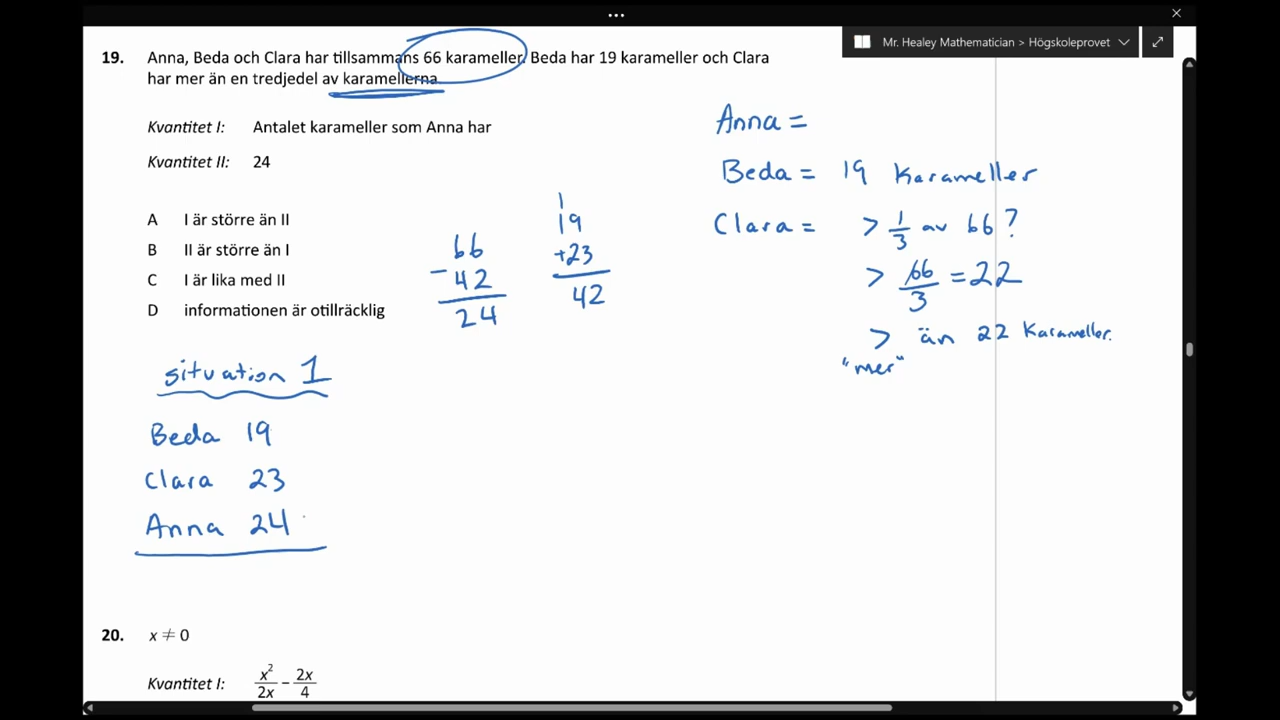 Mr. Healey Mathematician > Högskoleprovet
19. Anna, Beda och Clara har tillsammans 66 karameller. Beda har 19 karameller och Clara
har mer än en tredjedel av karamellerna.
Kvantitet I: Antalet karameller som Anna har
Kvantitet II: 24
A I är större än II
B II är större än I
C I är lika med II
D informationen är otillräcklig
66
-42
24
1
19
+23
42
Anna =
Beda = 19 Karameller
Clara = > 1/3 av 66?
> 66/3 = 22
> än 22 Karameller.
"mer"
situation 1
Beda 19
Clara 23
Anna 24
20. x ≠ 0
Kvantitet I: x²/2x - 2x/4